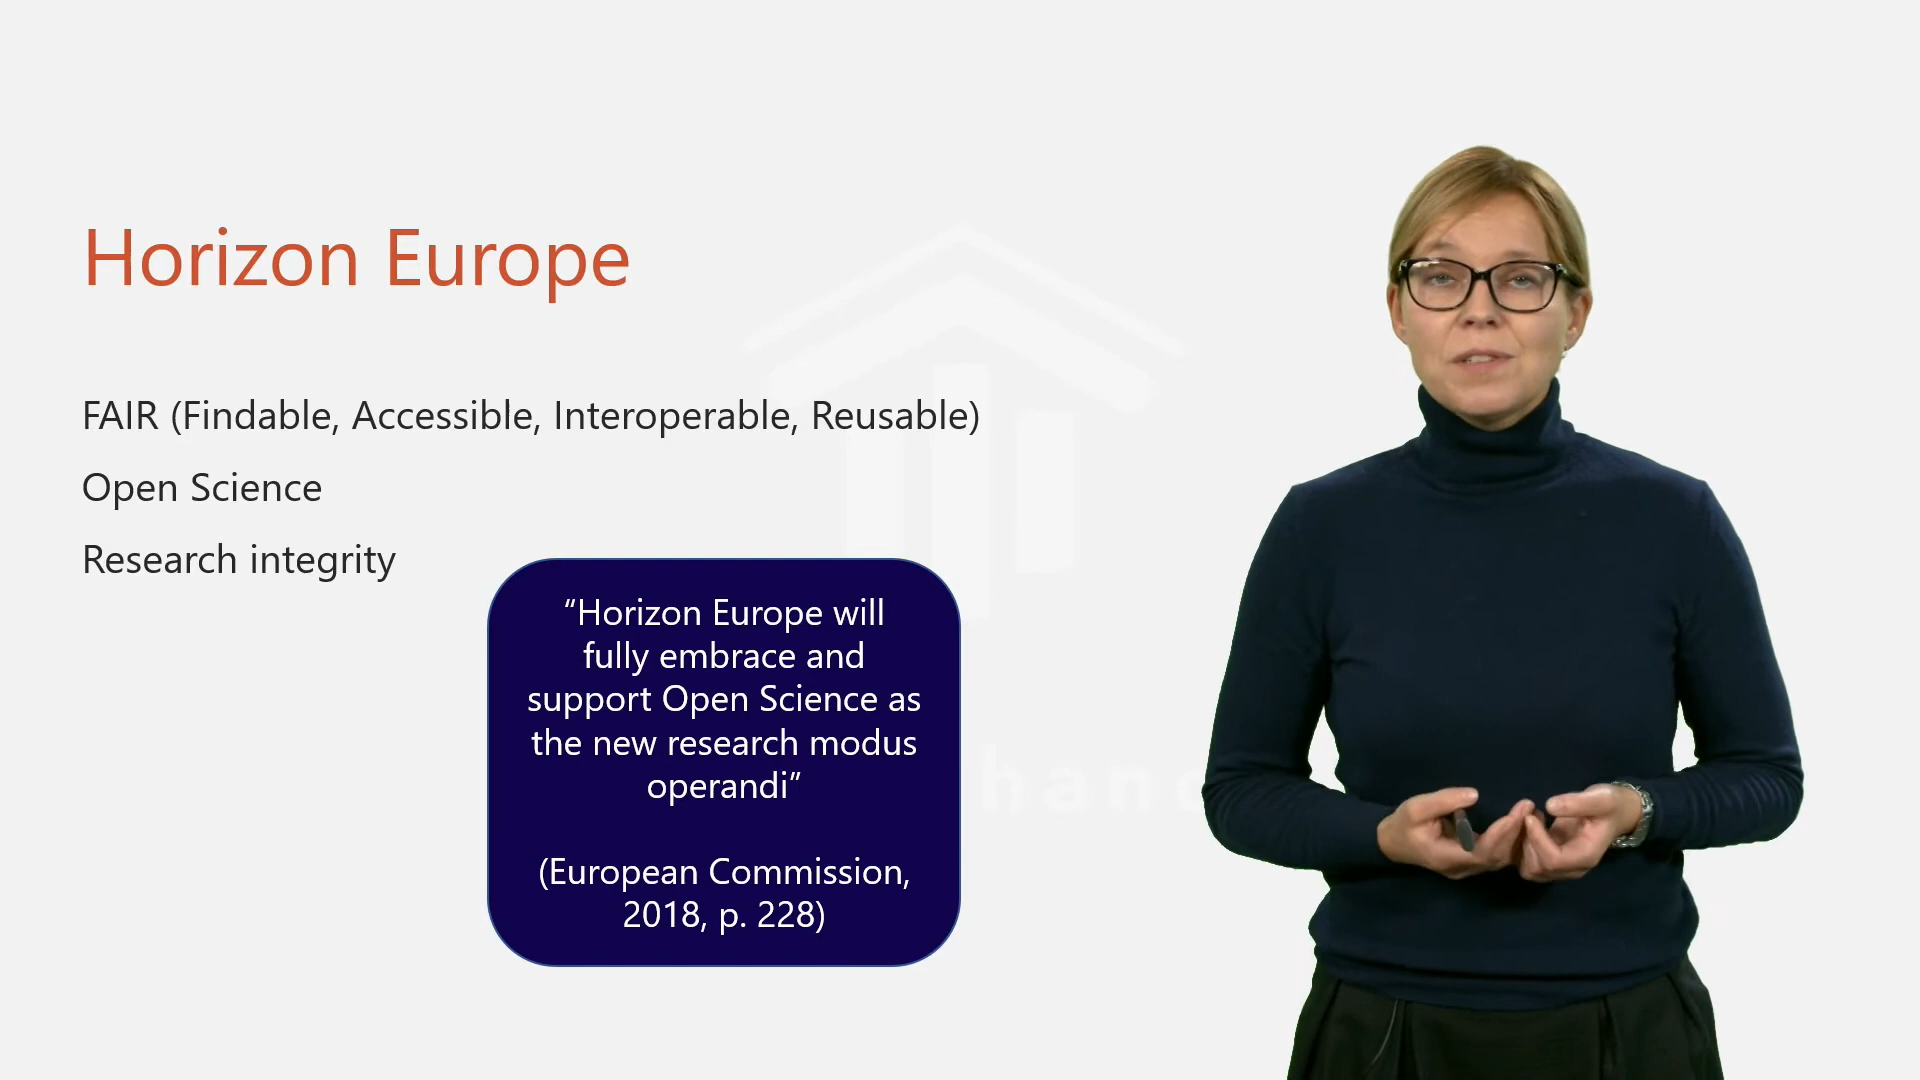 Horizon Europe
FAIR (Findable, Accessible, Interoperable, Reusable)
Open Science
Research integrity
“Horizon Europe will
fully embrace and
support Open Science as
the new research modus
operandi”
(European Commission,
2018, p. 228)